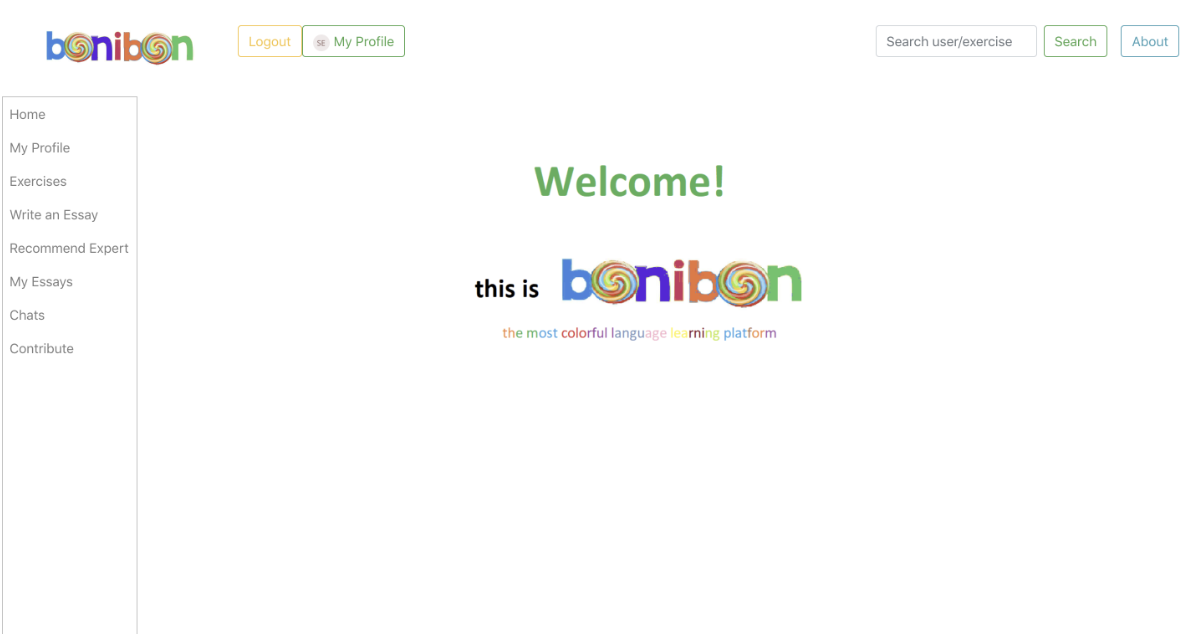 bonibon
Logout SE My Profile
Search user/exercise Search About
Home
My Profile
Exercises
Write an Essay
Recommend Expert
My Essays
Chats
Contribute
Welcome!
this is bonibon
the most colorful language learning platform